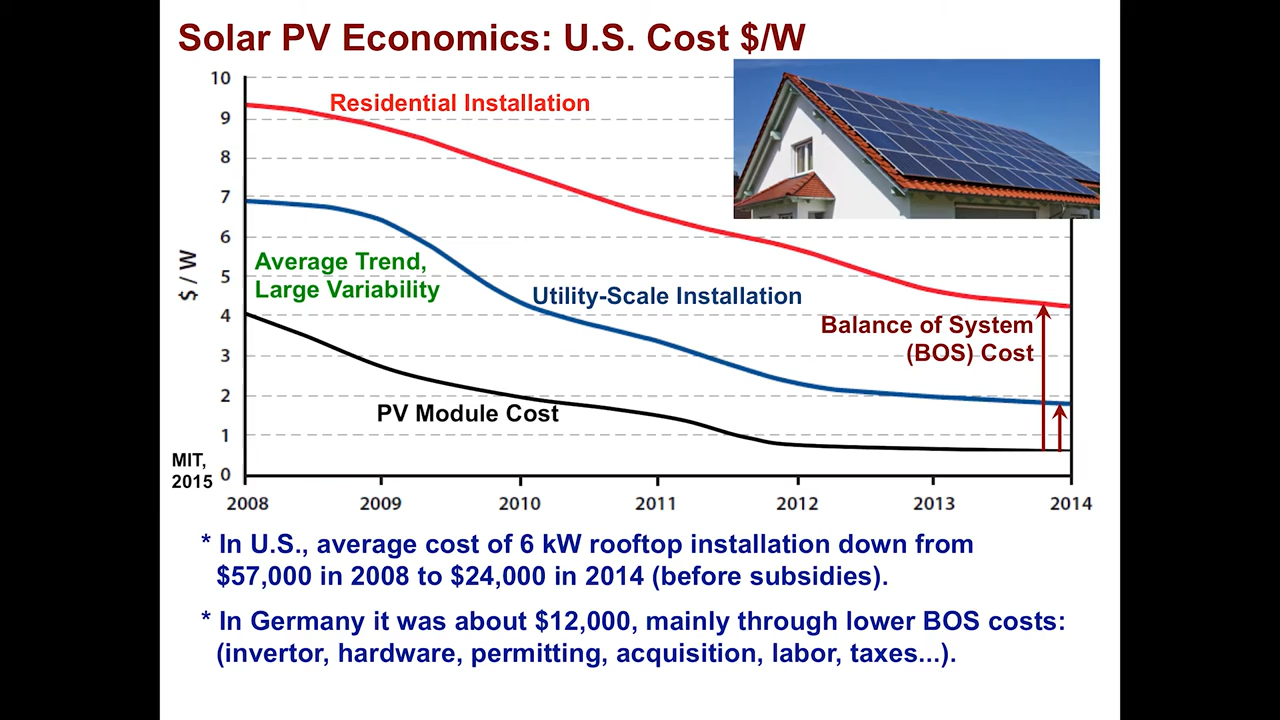 Solar PV Economics: U.S. Cost $/W
10
9
8
7
6
5
4
3
2
1
0
$ / W
Residential Installation
Average Trend,
Large Variability
Utility-Scale Installation
Balance of System
(BOS) Cost
PV Module Cost
MIT,
2015
2008 2009 2010 2011 2012 2013 2014
* In U.S., average cost of 6 kW rooftop installation down from
$57,000 in 2008 to $24,000 in 2014 (before subsidies).
* In Germany it was about $12,000, mainly through lower BOS costs:
(invertor, hardware, permitting, acquisition, labor, taxes...).